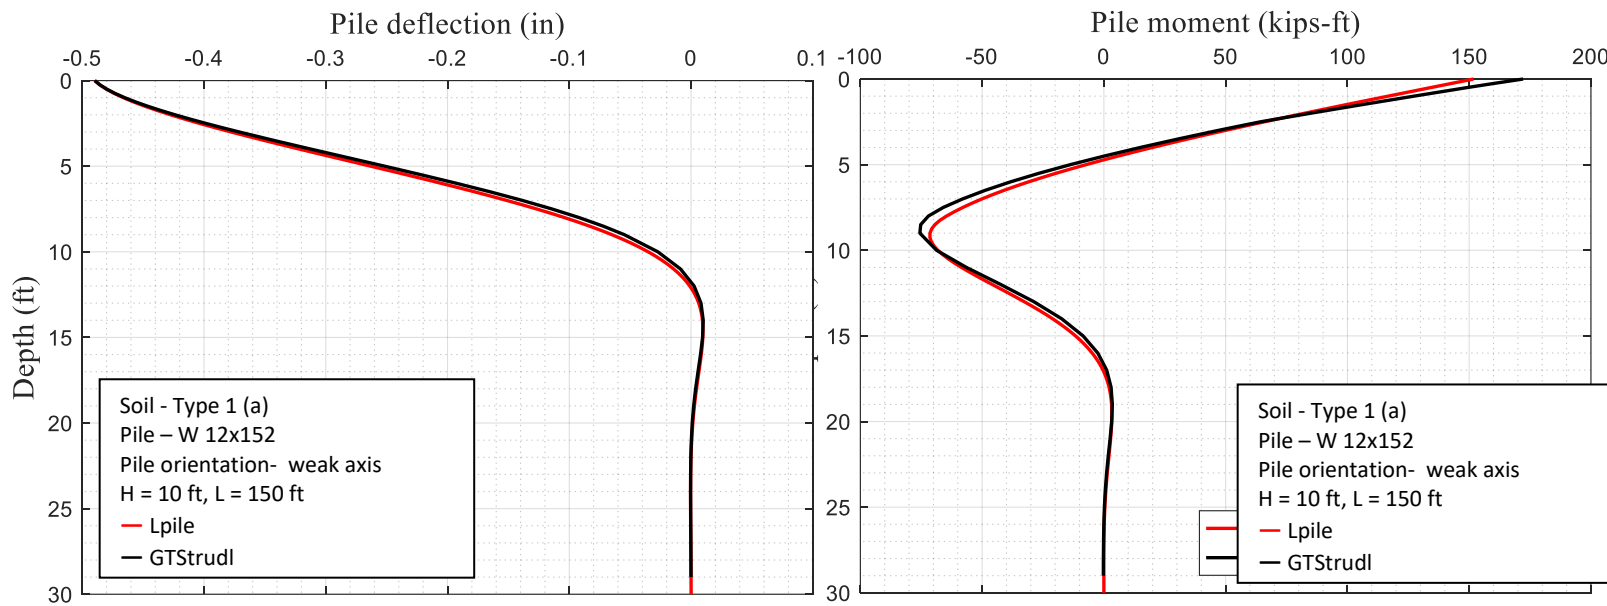 Pile deflection (in)
-0.5 -0.4 -0.3 -0.2 -0.1 0 0.1
0
5
10
15
20
25
30
Depth (ft)
Soil - Type 1 (a)
Pile – W 12x152
Pile orientation- weak axis
H = 10 ft, L = 150 ft
Lpile
GTStrudl
Pile moment (kips-ft)
-100 -50 0 50 100 150 200
0
5
10
15
20
25
30
Soil - Type 1 (a)
Pile – W 12x152
Pile orientation- weak axis
H = 10 ft, L = 150 ft
Lpile
GTStrudl